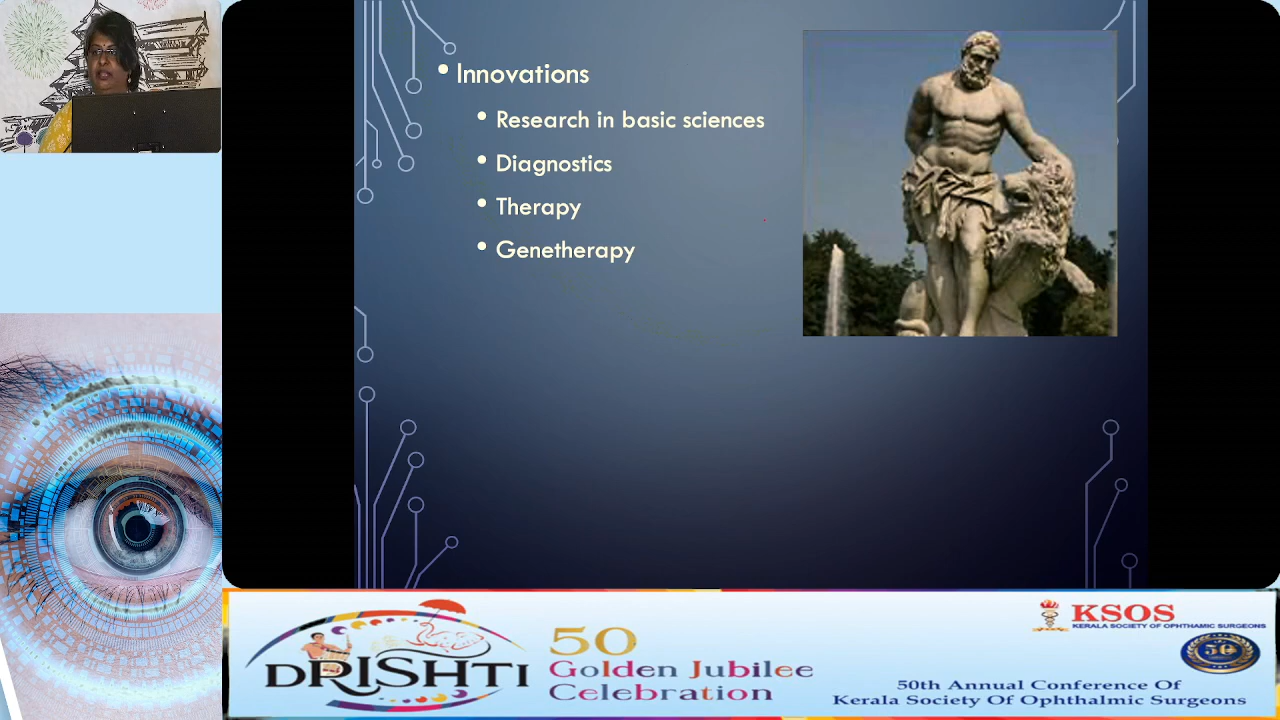 Innovations
Research in basic sciences
Diagnostics
Therapy
Genetherapy
DRISHTI
50
Golden Jubilee
Celebration
KSOS
KERALA SOCIETY OF OPHTHAMIC SURGEONS
50
50th Annual Conference Of
Kerala Society Of Ophthalmic Surgeons